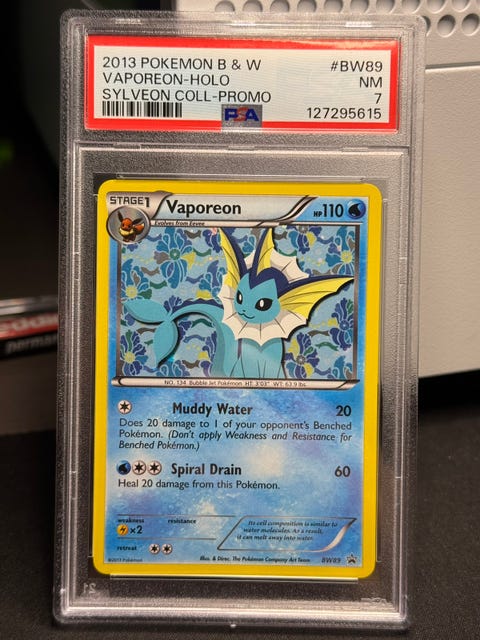 2013 POKEMON B & W #BW89
VAPOREON-HOLO NM
SYLVEON COLL-PROMO 7
PSA 127295615
STAGE1 Vaporeon HP110
Evolves from Eevee
NO. 134 Bubble Jet Pokémon HT: 3'03" WT: 63.9 lbs.
Muddy Water 20
Does 20 damage to 1 of your opponent's Benched
Pokémon. (Don't apply Weakness and Resistance for
Benched Pokémon.)
Spiral Drain 60
Heal 20 damage from this Pokémon.
weakness resistance
×2
retreat
Its cell composition is similar to
water molecules. As a result,
it can melt away into water.
Illus. & Direc. The Pokémon Company Art Team
©2013 Pokémon BW89